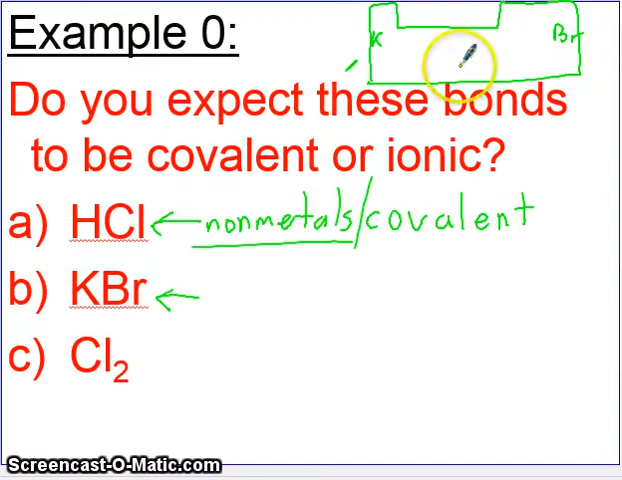 Example 0:
K Br
Do you expect these bonds
to be covalent or ionic?
a) HCl ← nonmetals/covalent
b) KBr ←
c) Cl₂
Screencast-O-Matic.com